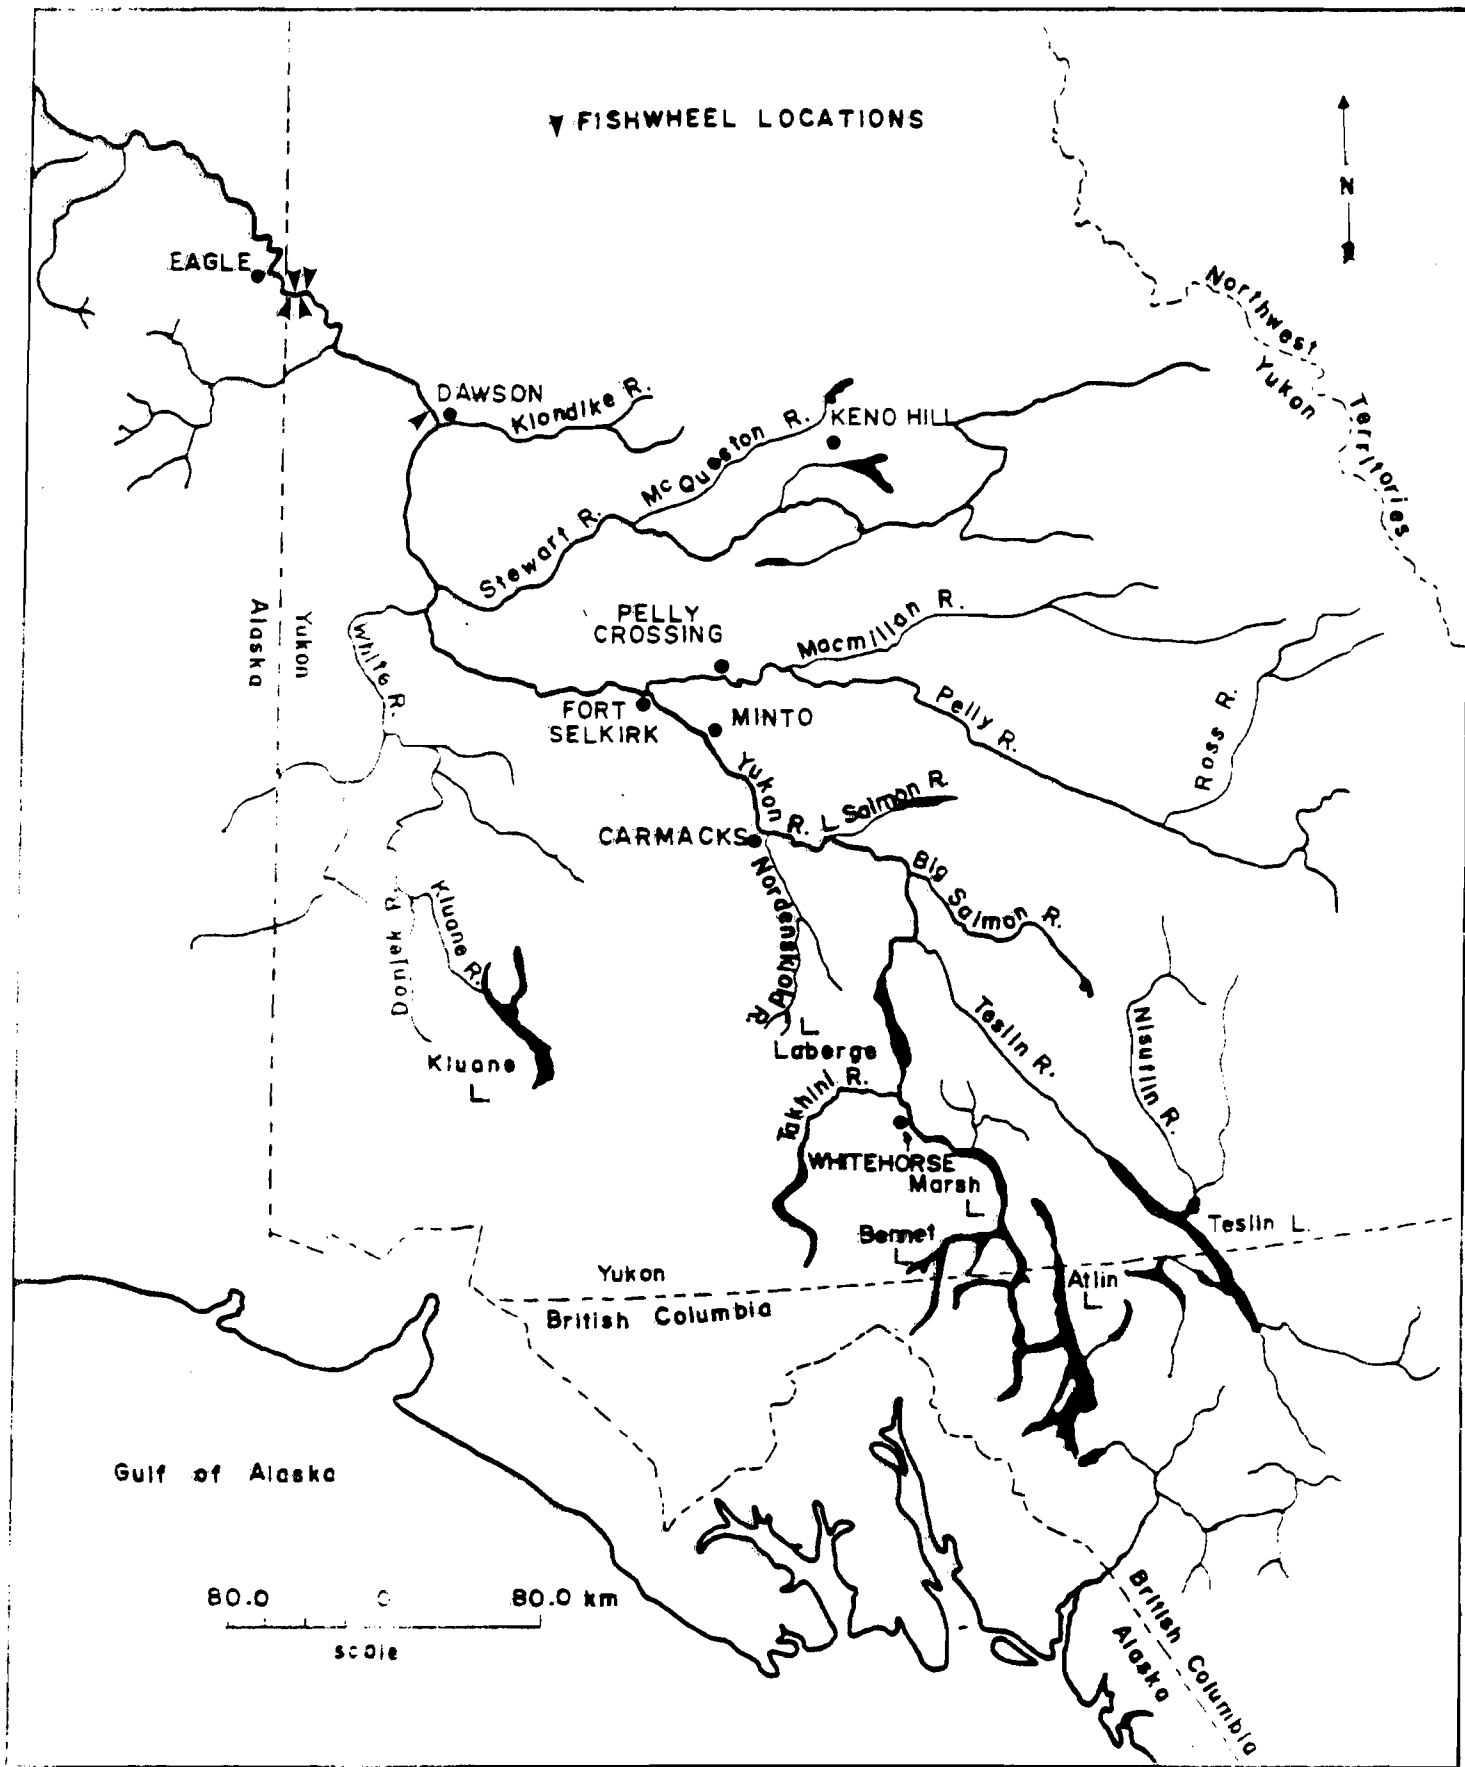 FISHWHEEL LOCATIONS
N
EAGLE
Northwest
Yukon
Territories
DAWSON
Klondike R.
McQueston R.
KENO HILL
Stewart R.
Alaska
Yukon
White R.
PELLY
CROSSING
Macmillan R.
FORT
SELKIRK
MINTO
Pelly R.
Ross R.
Yukon R.
L Salmon R
CARMACKS
Nordenskiold R.
Big Salmon R.
Donjek R.
Kluane R.
Kluane
L
L
Laberge
Teslin R.
Nisutlin R.
Takhini R.
WHITEHORSE
Marsh
L
Bennet
L
Teslin L.
Atlin
L
Yukon
British Columbia
Gulf of Alaska
80.0 0 80.0 km
scale
British Columbia
Alaska